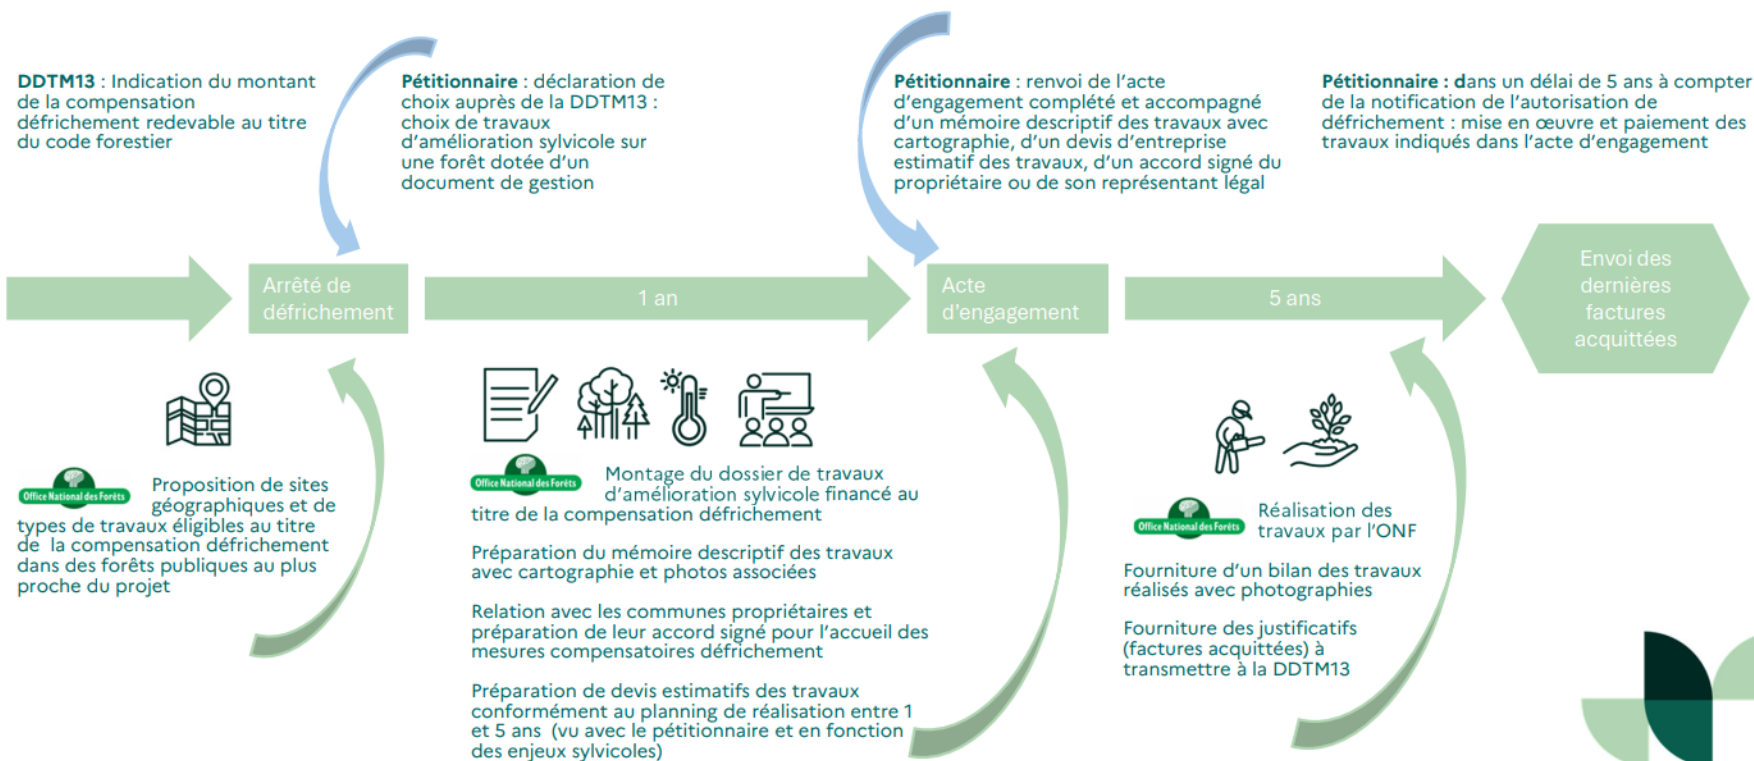 DDTM13 : Indication du montant
de la compensation
défrichement redevable au titre
du code forestier
Pétitionnaire : déclaration de
choix auprès de la DDTM13 :
choix de travaux
d'amélioration sylvicole sur
une forêt dotée d'un
document de gestion
Pétitionnaire : renvoi de l'acte
d'engagement complété et accompagné
d'un mémoire descriptif des travaux avec
cartographie, d'un devis d'entreprise
estimatif des travaux, d'un accord signé du
propriétaire ou de son représentant légal
Pétitionnaire : dans un délai de 5 ans à compter
de la notification de l'autorisation de
défrichement : mise en œuvre et paiement des
travaux indiqués dans l'acte d'engagement
Arrêté de
défrichement
1 an
Acte
d'engagement
5 ans
Envoi des
dernières
factures
acquittées
Office National des Forêts
Proposition de sites
géographiques et de
types de travaux éligibles au titre
de la compensation défrichement
dans des forêts publiques au plus
proche du projet
Office National des Forêts
Montage du dossier de travaux
d'amélioration sylvicole financé au
titre de la compensation défrichement
Préparation du mémoire descriptif des travaux
avec cartographie et photos associées
Relation avec les communes propriétaires et
préparation de leur accord signé pour l'accueil des
mesures compensatoires défrichement
Préparation de devis estimatifs des travaux
conformément au planning de réalisation entre 1
et 5 ans (vu avec le pétitionnaire et en fonction
des enjeux sylvicoles)
Office National des Forêts
Réalisation des
travaux par l'ONF
Fourniture d'un bilan des travaux
réalisés avec photographies
Fourniture des justificatifs
(factures acquittées) à
transmettre à la DDTM13